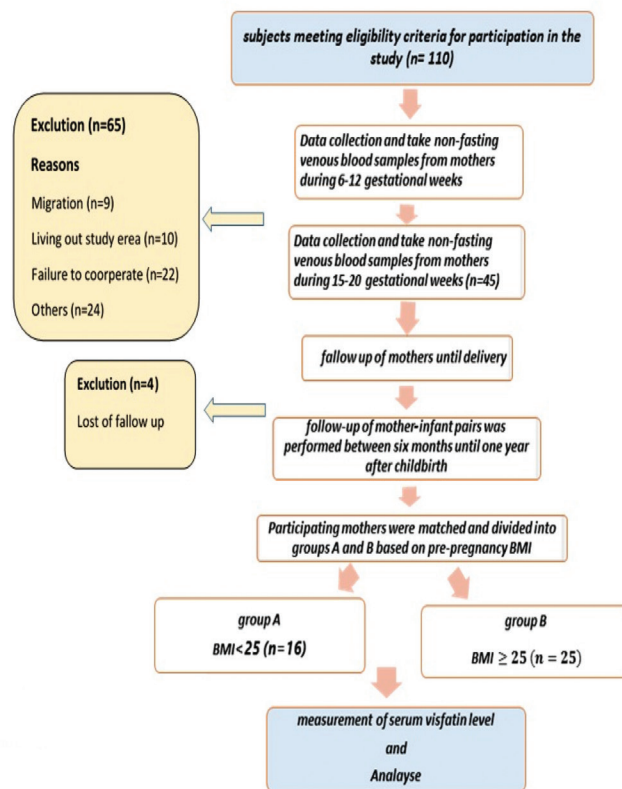 subjects meeting eligibility criteria for participation in the
study (n= 110)
Exclution (n=65)
Reasons
Migration (n=9)
Living out study erea (n=10)
Failure to coorperate (n=22)
Others (n=24)
Data collection and take non-fasting
venous blood samples from mothers
during 6-12 gestational weeks
Data collection and take non-fasting
venous blood samples from mothers
during 15-20 gestational weeks (n=45)
fallow up of mothers until delivery
Exclution (n=4)
Lost of fallow up
follow-up of mother-infant pairs was
performed between six months until one year
after childbirth
Participating mothers were matched and divided into
groups A and B based on pre-pregnancy BMI
group A
BMI<25 (n=16)
group B
BMI ≥ 25 (n = 25)
measurement of serum visfatin level
and
Analayse